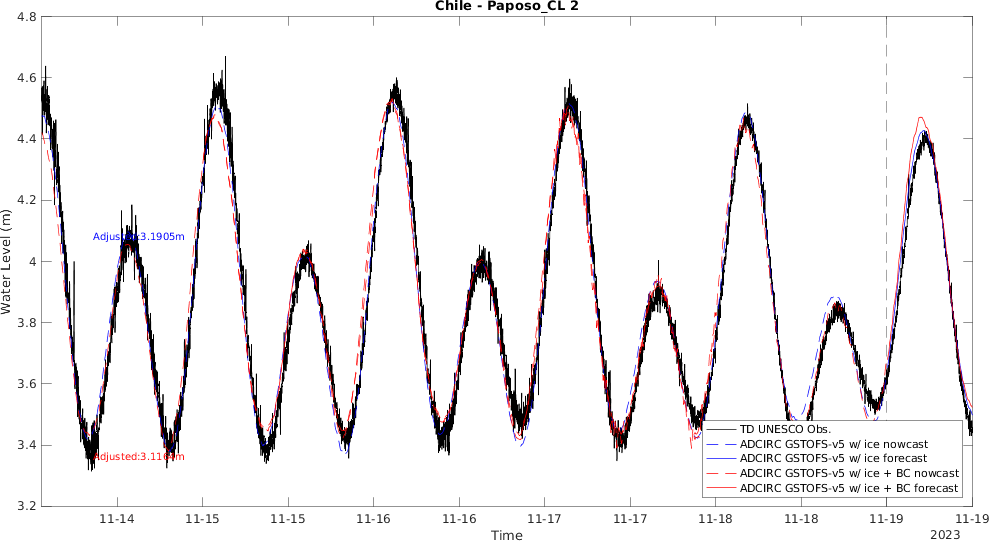 Chile - Paposo_CL 2
4.8
4.6
4.4
4.2
4
3.8
3.6
3.4
3.2
Water Level (m)
Adjusted:3.1905m
Adjusted:3.1164m
TD UNESCO Obs.
ADCIRC GSTOFS-v5 w/ ice nowcast
ADCIRC GSTOFS-v5 w/ ice forecast
ADCIRC GSTOFS-v5 w/ ice + BC nowcast
ADCIRC GSTOFS-v5 w/ ice + BC forecast
11-14 11-15 11-15 11-16 11-16 11-17 11-17 11-18 11-18 11-19 11-19
Time
2023